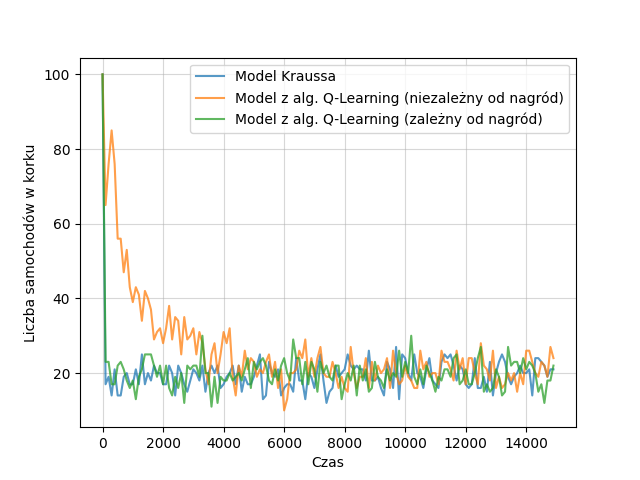 Model Kraussa
Model z alg. Q-Learning (niezależny od nagród)
Model z alg. Q-Learning (zależny od nagród)
Liczba samochodów w korku
100
80
60
40
20
0 2000 4000 6000 8000 10000 12000 14000
Czas